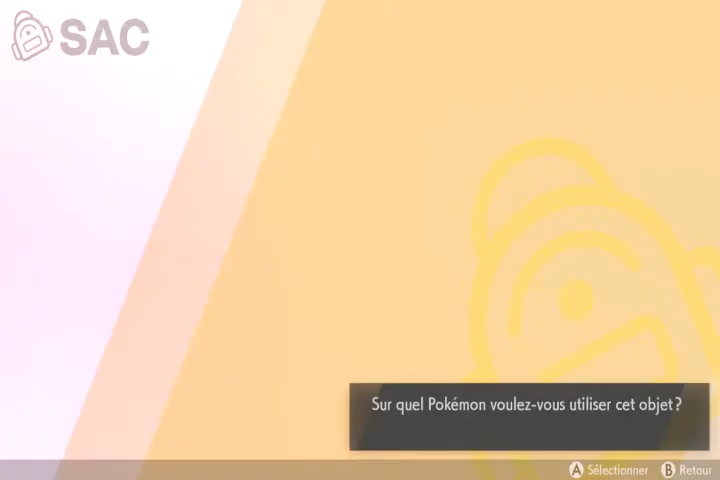 SAC
Sur quel Pokémon voulez-vous utiliser cet objet ?
A Sélectionner B Retour